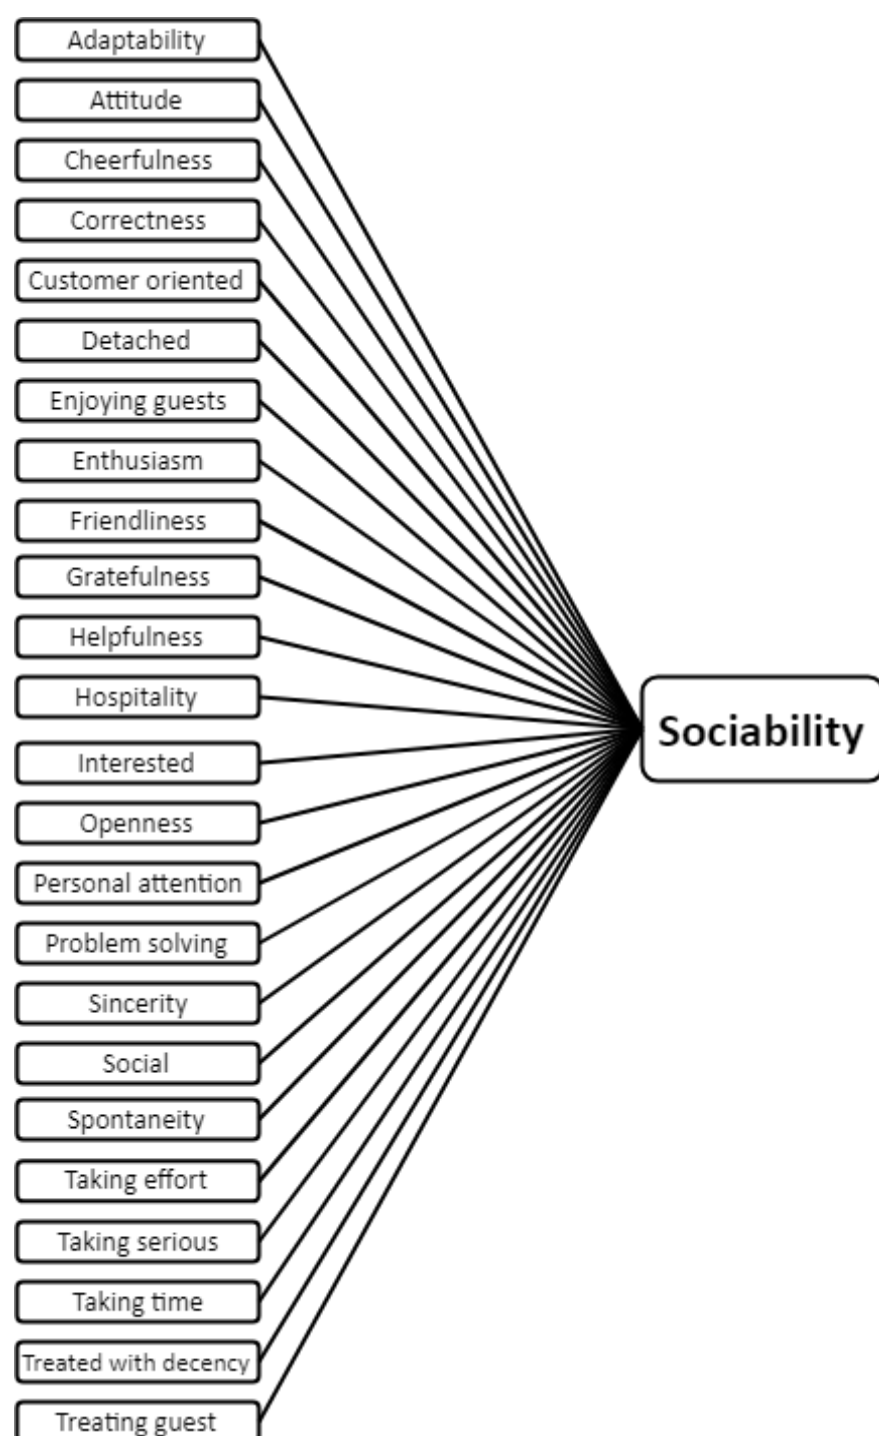 Adaptability
Attitude
Cheerfulness
Correctness
Customer oriented
Detached
Enjoying guests
Enthusiasm
Friendliness
Gratefulness
Helpfulness
Hospitality
Interested
Openness
Personal attention
Problem solving
Sincerity
Social
Spontaneity
Taking effort
Taking serious
Taking time
Treated with decency
Treating guest
Sociability